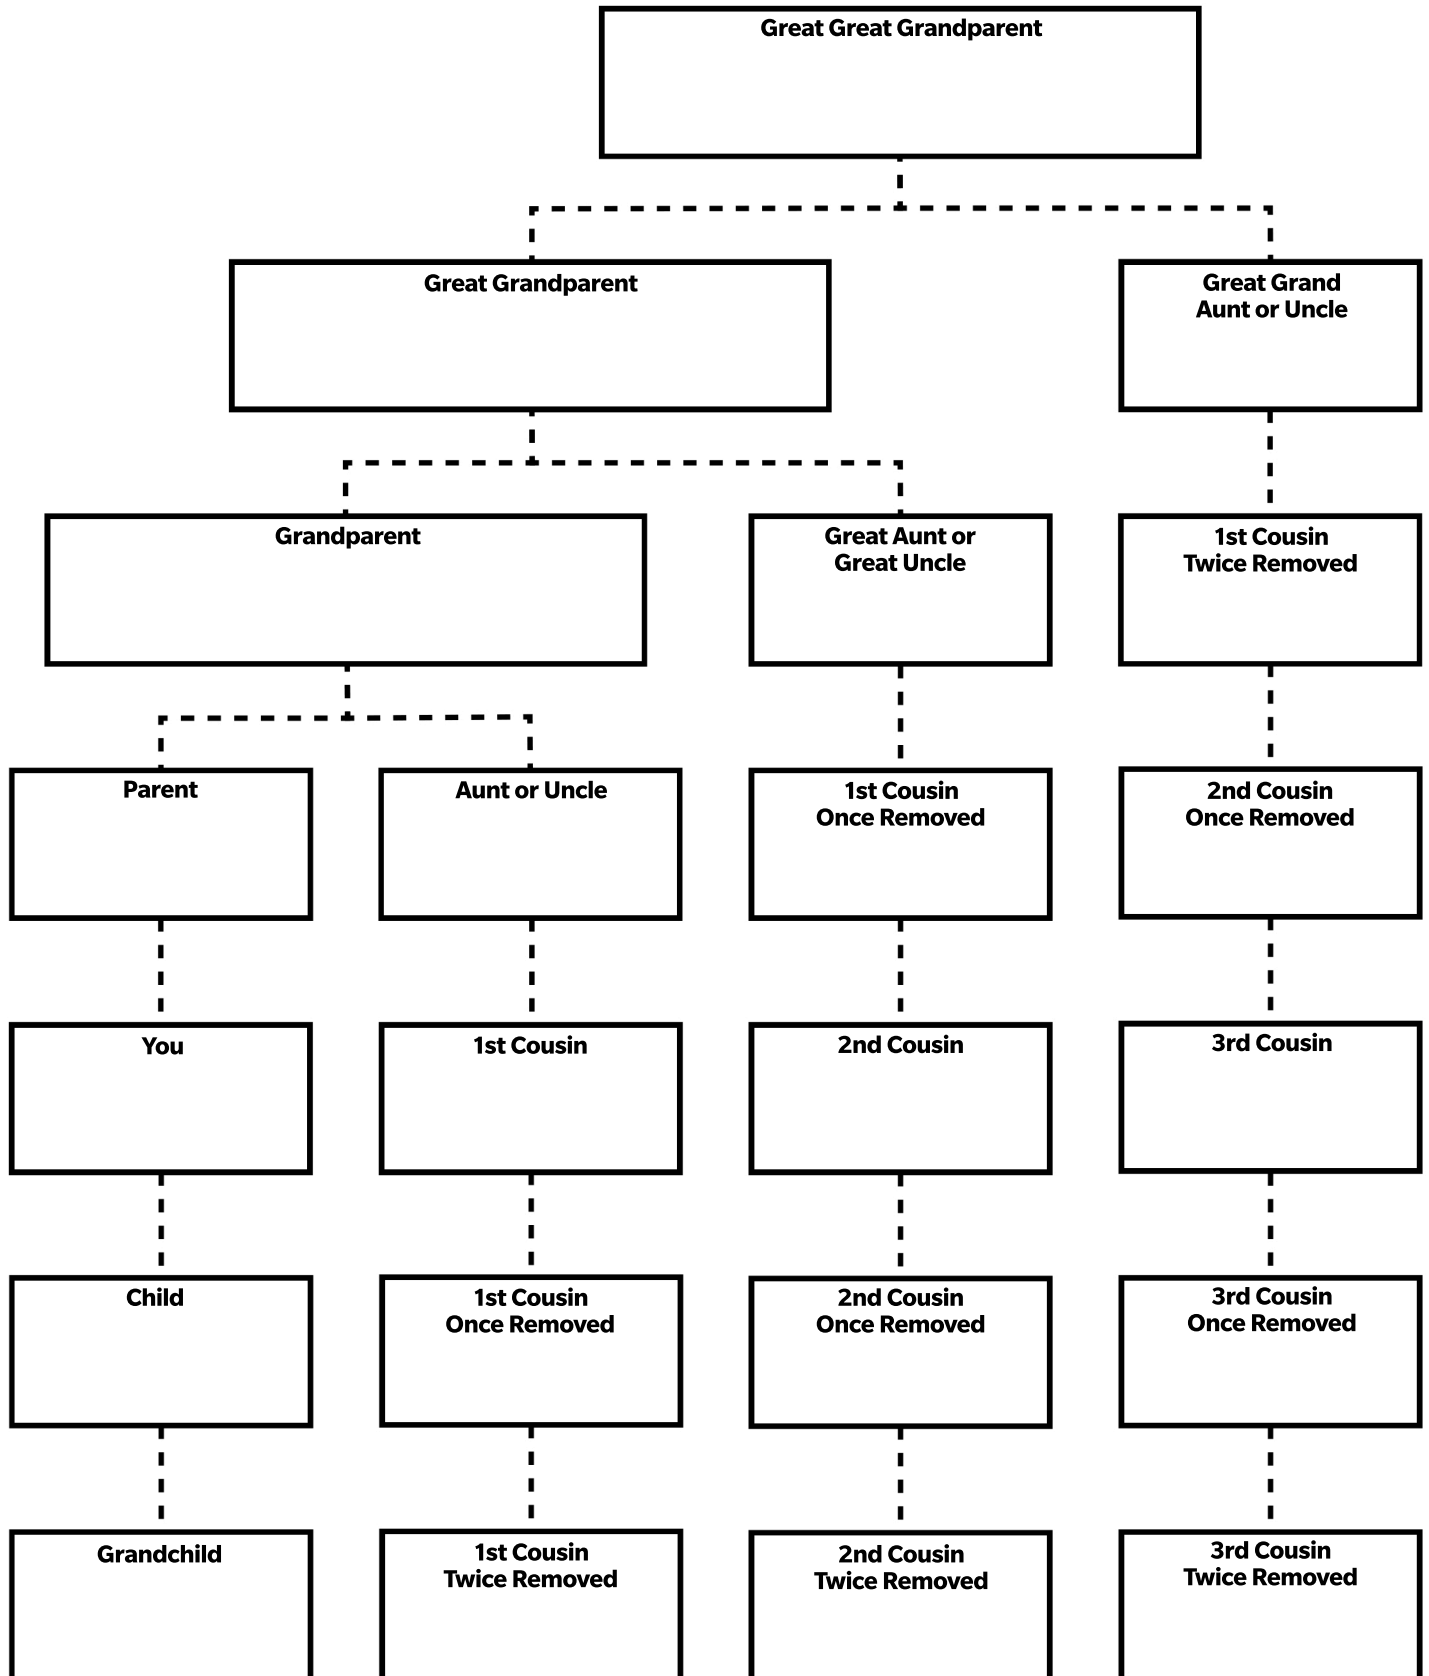 Great Great Grandparent
Great Grandparent
Great Grand
Aunt or Uncle
Grandparent
Great Aunt or
Great Uncle
1st Cousin
Twice Removed
Parent
Aunt or Uncle
1st Cousin
Once Removed
2nd Cousin
Once Removed
You
1st Cousin
2nd Cousin
3rd Cousin
Child
1st Cousin
Once Removed
2nd Cousin
Once Removed
3rd Cousin
Once Removed
Grandchild
1st Cousin
Twice Removed
2nd Cousin
Twice Removed
3rd Cousin
Twice Removed